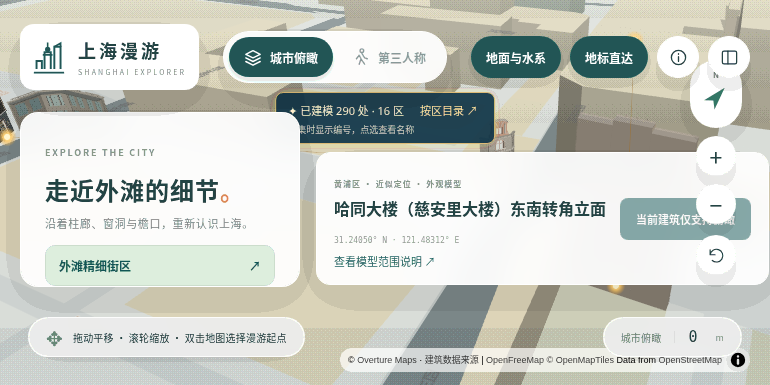 上海漫游
SHANGHAI EXPLORER
城市俯瞰
第三人称
地面与水系
地标直达
N
✦ 已建模 290 处 · 16 区 按区目录 ↗
集时显示编号，点选查看名称
EXPLORE THE CITY
走近外滩的细节。
沿着柱廊、窗洞与檐口，重新认识上海。
外滩精细街区 ↗
黄浦区 • 近似定位 • 外观模型
哈同大楼（慈安里大楼）东南转角立面
31.24050° N · 121.48312° E
查看模型范围说明 ↗
当前建筑仅支
拖动平移 • 滚轮缩放 • 双击地图选择漫游起点
城市俯瞰 0 m
© Overture Maps · 建筑数据来源 | OpenFreeMap © OpenMapTiles Data from OpenStreetMap